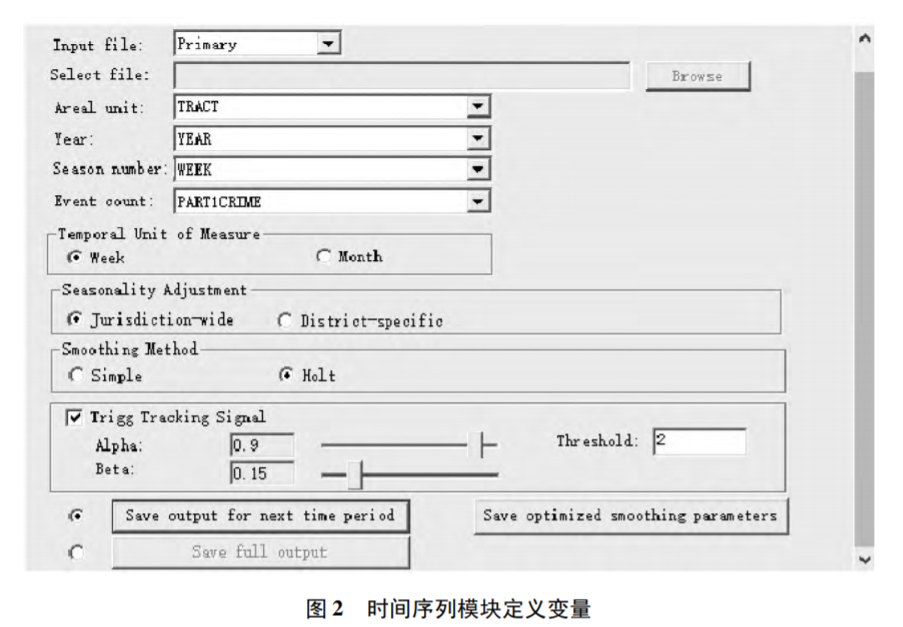 Input file: Primary
Select file: Browse
Areal unit: TRACT
Year: YEAR
Season number: WEEK
Event count: PART1CRIME
Temporal Unit of Measure
Week Month
Seasonality Adjustment
Jurisdiction-wide District-specific
Smoothing Method
Simple Holt
Trigg Tracking Signal
Alpha: 0.9 Threshold: 2
Beta: 0.15
Save output for next time period Save optimized smoothing parameters
Save full output
图 2 时间序列模块定义变量